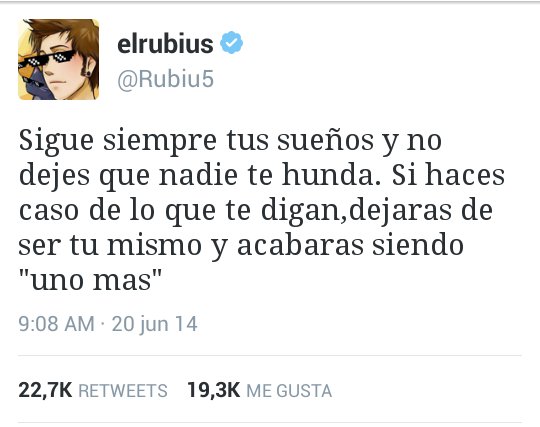 elrubius
@Rubiu5
Sigue siempre tus sueños y no
dejes que nadie te hunda. Si haces
caso de lo que te digan,dejaras de
ser tu mismo y acabaras siendo
"uno mas"
9:08 AM · 20 jun 14
22,7K RETWEETS 19,3K ME GUSTA